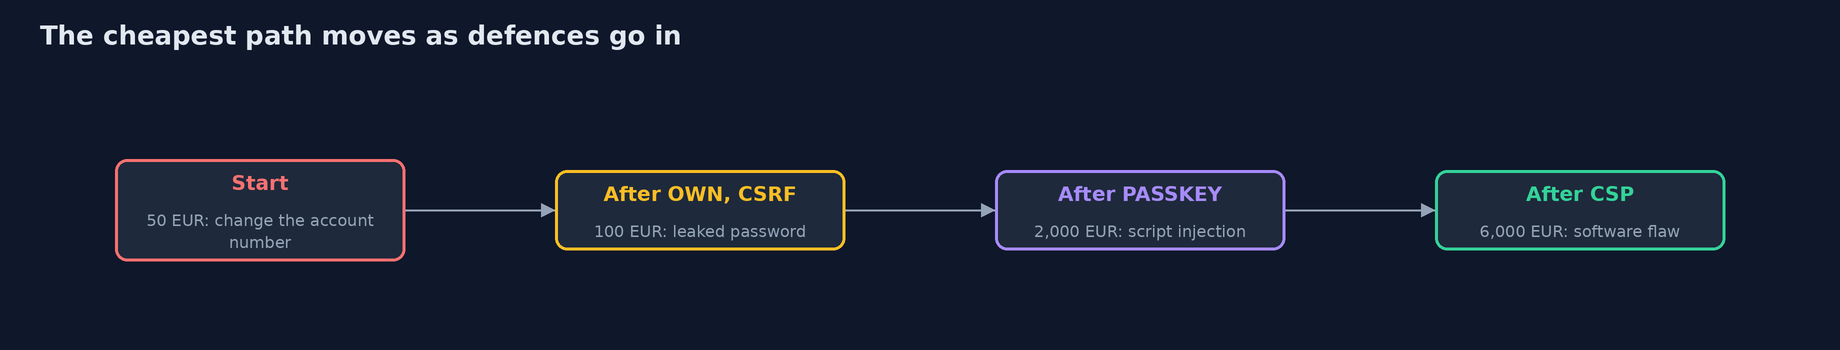 The cheapest path moves as defences go in
Start
50 EUR: change the account
number
After OWN, CSRF
100 EUR: leaked password
After PASSKEY
2,000 EUR: script injection
After CSP
6,000 EUR: software flaw